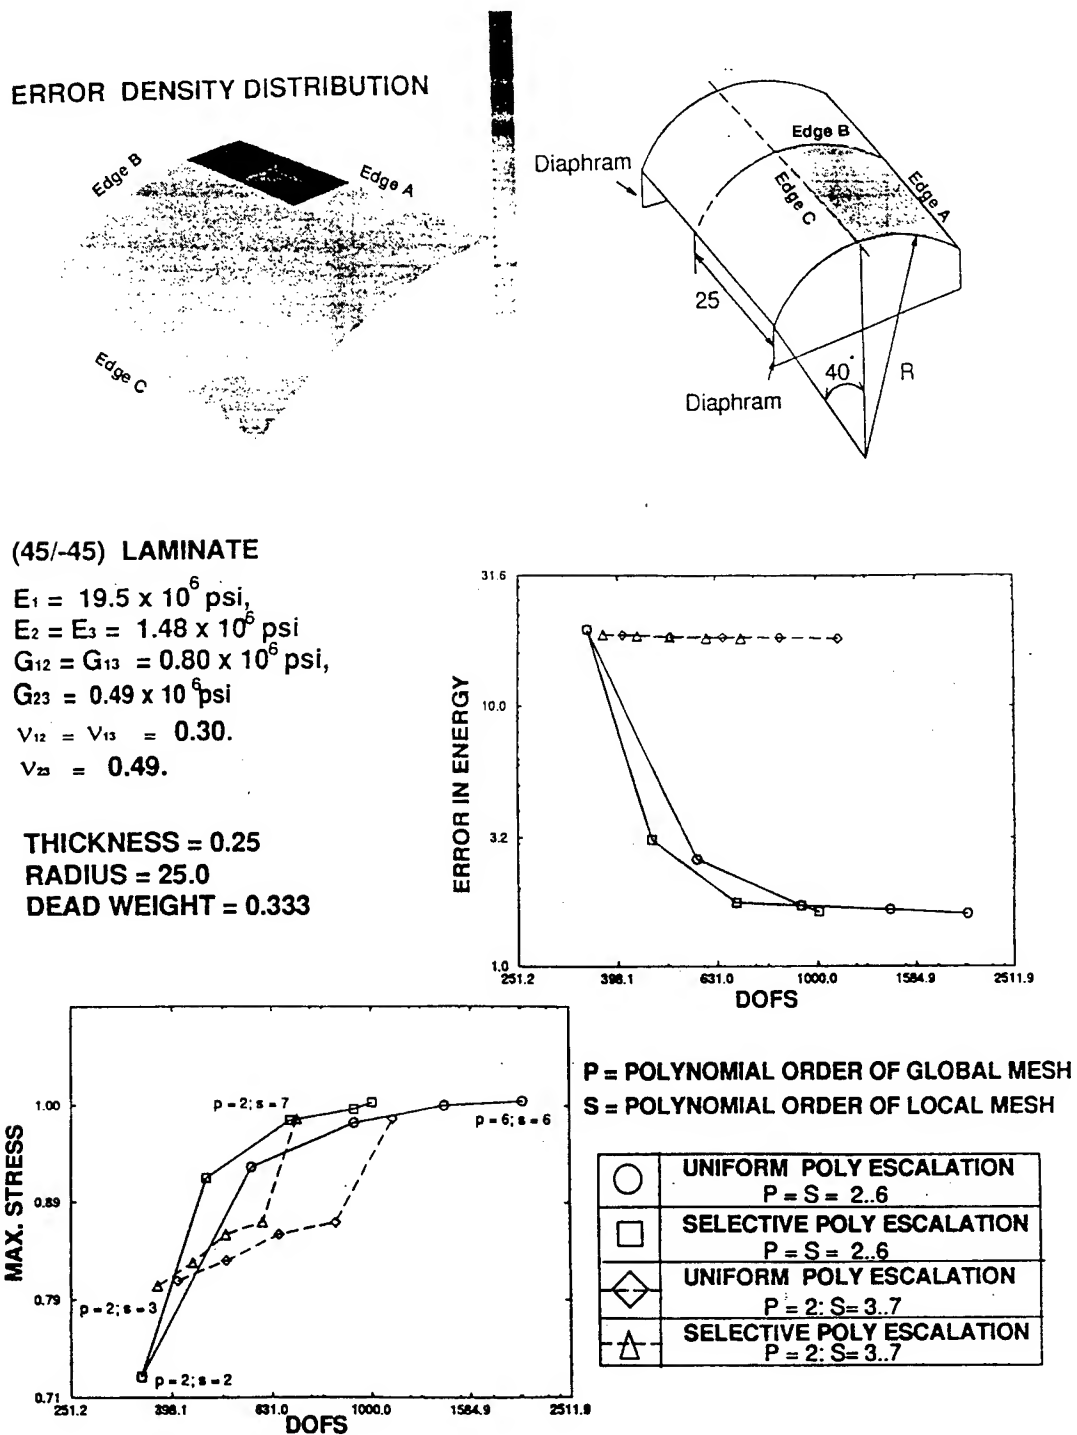 ERROR DENSITY DISTRIBUTION
Edge B
Edge A
Edge C
Diaphram
Edge B
Edge A
Edge C
25
40°
R
Diaphram
(45/-45) LAMINATE
E₁ = 19.5 x 10⁶ psi,
E₂ = E₃ = 1.48 x 10⁶ psi
G₁₂ = G₁₃ = 0.80 x 10⁶ psi,
G₂₃ = 0.49 x 10⁶ psi
ν₁₂ = ν₁₃ = 0.30.
ν₂₃ = 0.49.
THICKNESS = 0.25
RADIUS = 25.0
DEAD WEIGHT = 0.333
ERROR IN ENERGY
31.6
10.0
3.2
1.0
251.2 398.1 631.0 1000.0 1584.9 2511.9
DOFS
MAX. STRESS
1.00
0.89
0.79
0.71
p = 2; s = 7
p = 6; s = 6
p = 2; s = 3
p = 2; s = 2
251.2 398.1 631.0 1000.0 1584.9 2511.9
DOFS
P = POLYNOMIAL ORDER OF GLOBAL MESH
S = POLYNOMIAL ORDER OF LOCAL MESH
UNIFORM POLY ESCALATION
P = S = 2..6
SELECTIVE POLY ESCALATION
P = S = 2..6
UNIFORM POLY ESCALATION
P = 2: S= 3..7
SELECTIVE POLY ESCALATION
P = 2: S= 3..7